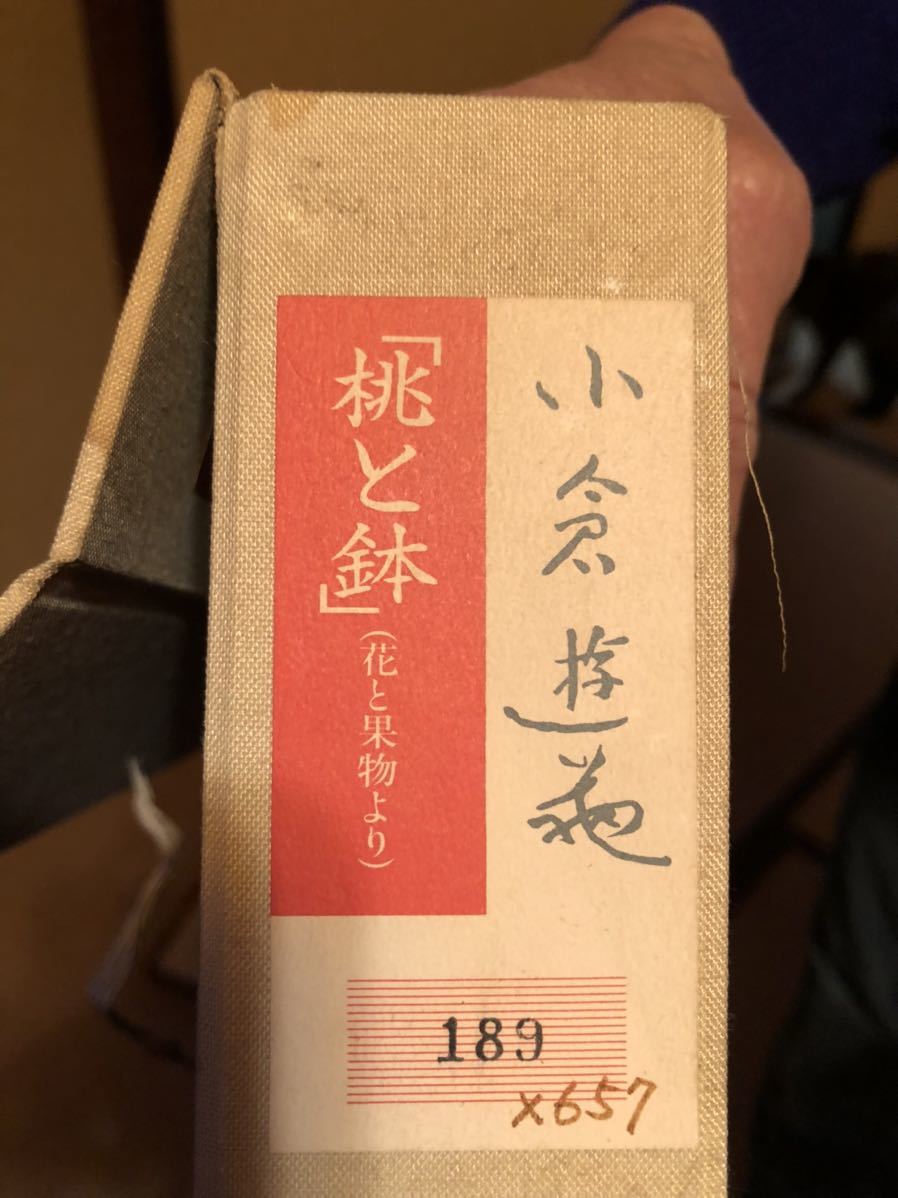 小倉遊亀
「桃と鉢」
(花と果物より)
189
x657